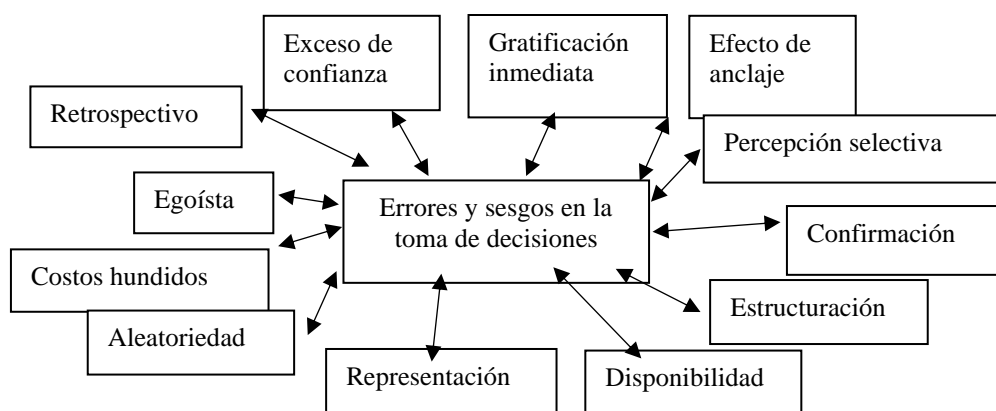 Exceso de
confianza
Gratificación
inmediata
Efecto de
anclaje
Retrospectivo
Percepción selectiva
Egoísta
Errores y sesgos en la
toma de decisiones
Confirmación
Costos hundidos
Estructuración
Aleatoriedad
Representación
Disponibilidad